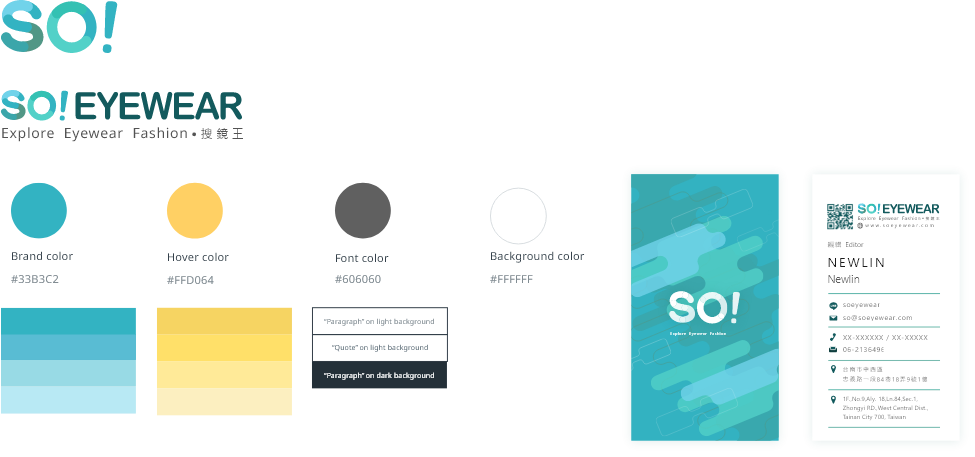 SO!
SO! EYEWEAR
Explore Eyewear Fashion • 搜鏡王
Brand color
#33B3C2
Hover color
#FFD064
Font color
#606060
Background color
#FFFFFF
“Paragraph” on light background
“Quote” on light background
“Paragraph” on dark background
SO!
Explore Eyewear Fashion
SO! EYEWEAR
Explore Eyewear Fashion • 搜鏡王
www.soeyewear.com
Editor
NEWLIN
Newlin
soeyewear
so@soeyewear.com
XX-XXXXXX / XX-XXXXX
06-2136496
台南市中西區
忠義路一段84巷18弄9號1樓
1F.,No.9,Aly. 18,Ln.84,Sec.1,
Zhongyi RD, West Central Dist.,
Tainan City 700, Taiwan